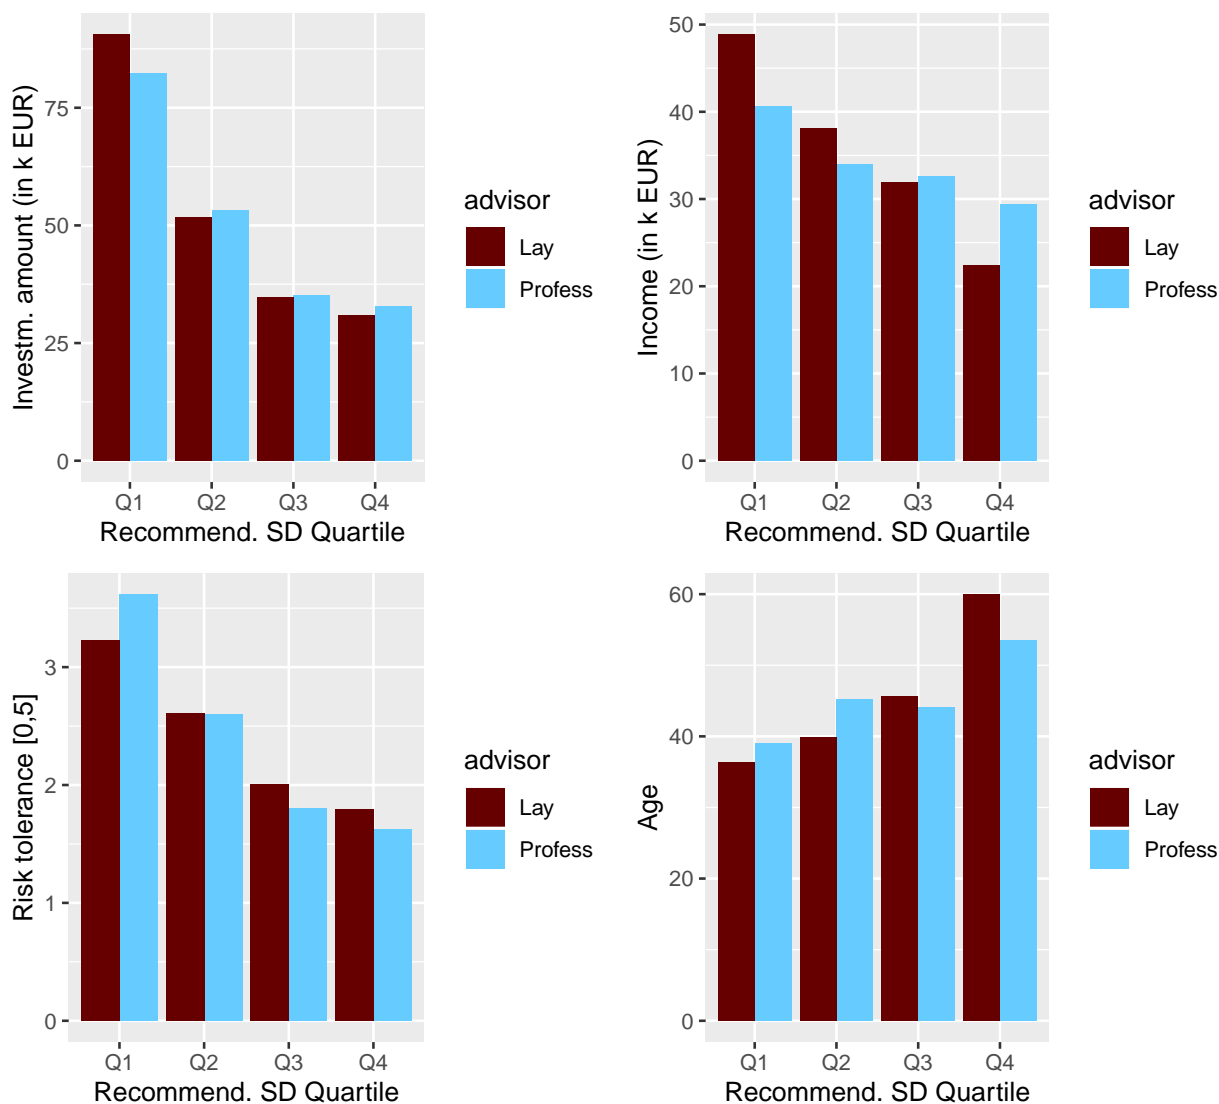 Investm. amount (in k EUR)
75
50
25
0
Q1 Q2 Q3 Q4
Recommend. SD Quartile
advisor
Lay
Profess
Income (in k EUR)
50
40
30
20
10
0
Q1 Q2 Q3 Q4
Recommend. SD Quartile
advisor
Lay
Profess
Risk tolerance [0,5]
3
2
1
0
Q1 Q2 Q3 Q4
Recommend. SD Quartile
advisor
Lay
Profess
Age
60
40
20
0
Q1 Q2 Q3 Q4
Recommend. SD Quartile
advisor
Lay
Profess